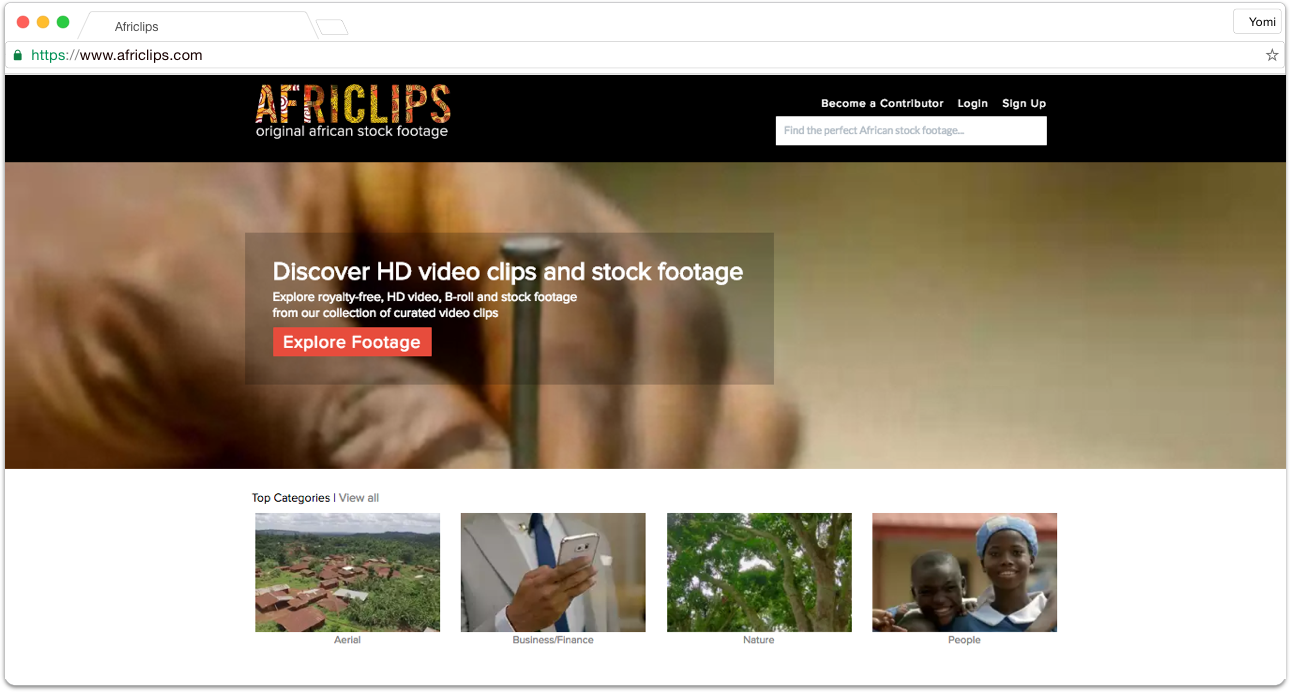 Africlips
Yomi
https://www.africlips.com
AFRICLIPS
original african stock footage
Become a Contributor Login Sign Up
Find the perfect African stock footage...
Discover HD video clips and stock footage
Explore royalty-free, HD video, B-roll and stock footage
from our collection of curated video clips
Explore Footage
Top Categories | View all
Aerial
Business/Finance
Nature
People